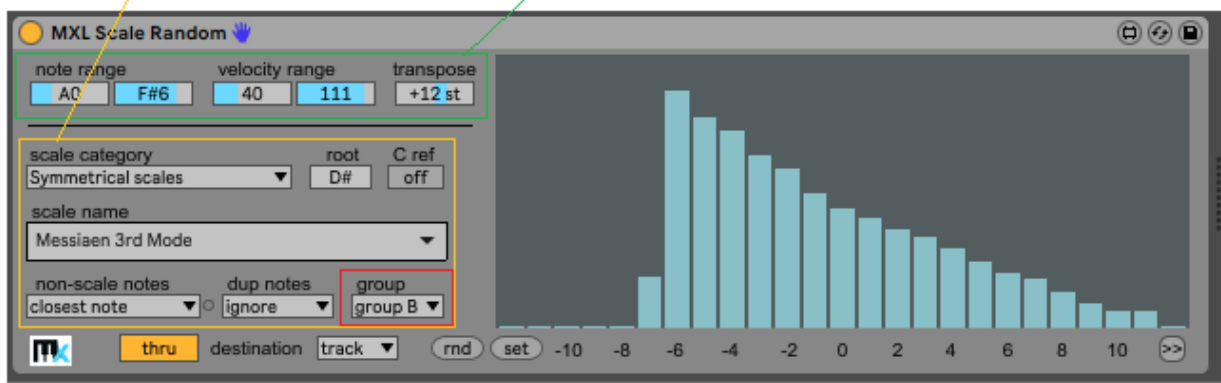 MXL Scale Random
note range velocity range transpose
A0 F#6 40 111 +12 st
scale category root C ref
Symmetrical scales D# off
scale name
Messiaen 3rd Mode
non-scale notes dup notes group
closest note ignore group B
mx thru destination track rnd set -10 -8 -6 -4 -2 0 2 4 6 8 10 >>